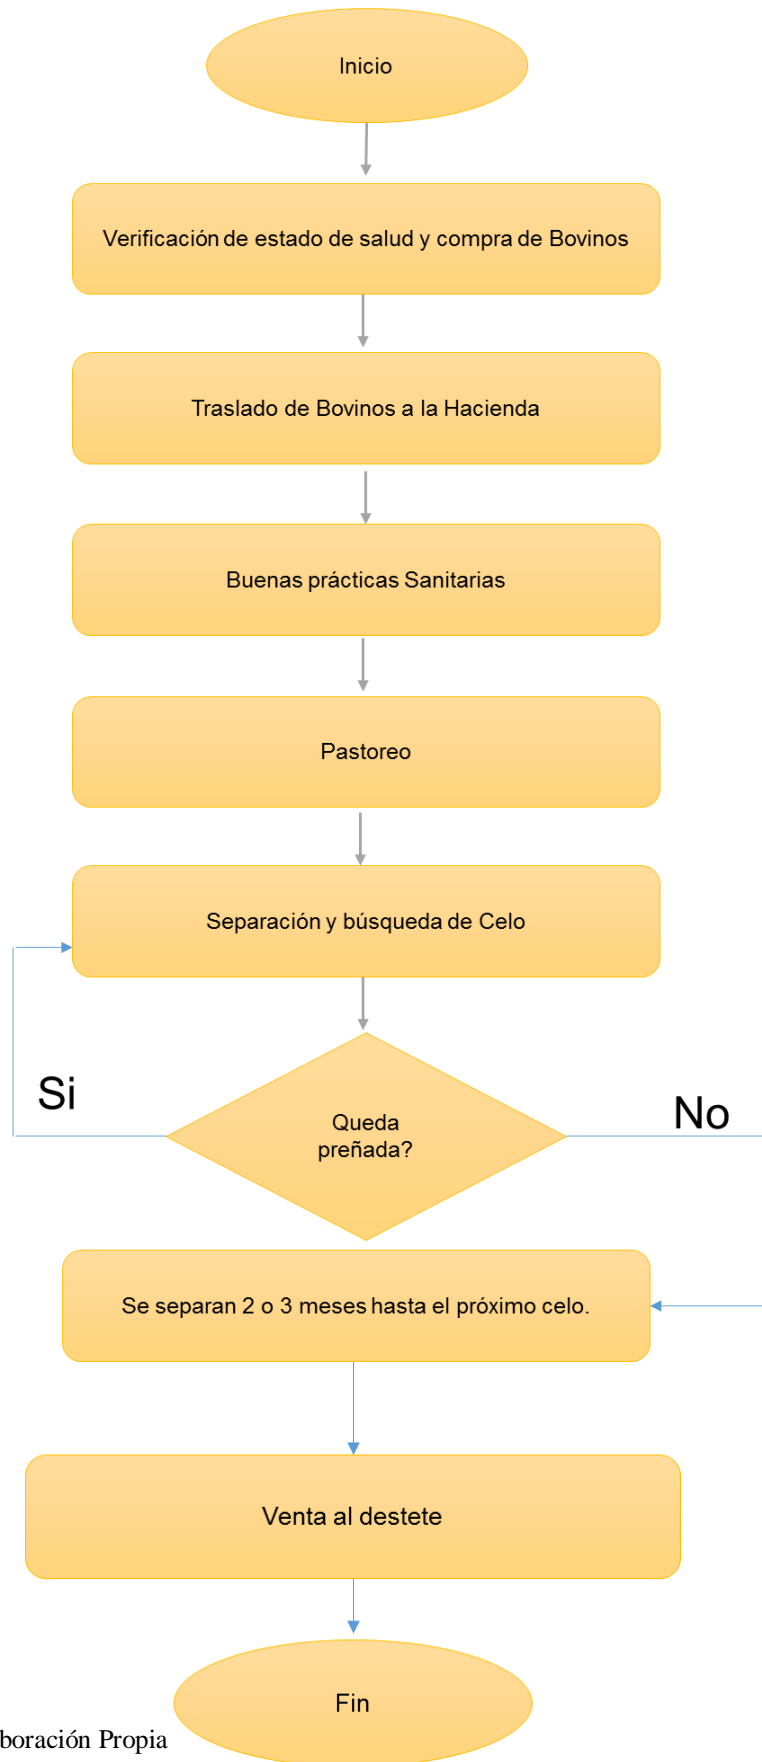 Inicio
Verificación de estado de salud y compra de Bovinos
Traslado de Bovinos a la Hacienda
Buenas prácticas Sanitarias
Pastoreo
Separación y búsqueda de Celo
Si
No
Queda
preñada?
Se separan 2 o 3 meses hasta el próximo celo.
Venta al destete
Fin
boración Propia